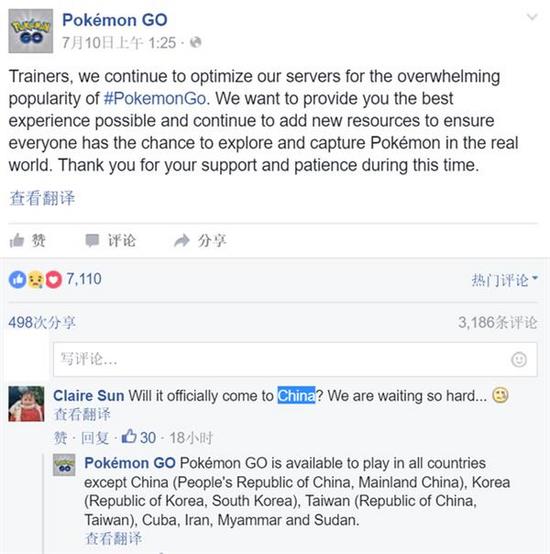 Pokémon GO
7月10日上午 1:25 ·
Trainers, we continue to optimize our servers for the overwhelming
popularity of #PokemonGo. We want to provide you the best
experience possible and continue to add new resources to ensure
everyone has the chance to explore and capture Pokémon in the real
world. Thank you for your support and patience during this time.
查看翻译
赞 评论 分享
7,110 热门评论
498次分享 3,186条评论
写评论...
Claire Sun Will it officially come to China? We are waiting so hard...
查看翻译
赞 · 回复 · 30 · 18小时
Pokémon GO Pokémon GO is available to play in all countries
except China (People's Republic of China, Mainland China), Korea
(Republic of Korea, South Korea), Taiwan (Republic of China,
Taiwan), Cuba, Iran, Myammar and Sudan.
查看翻译